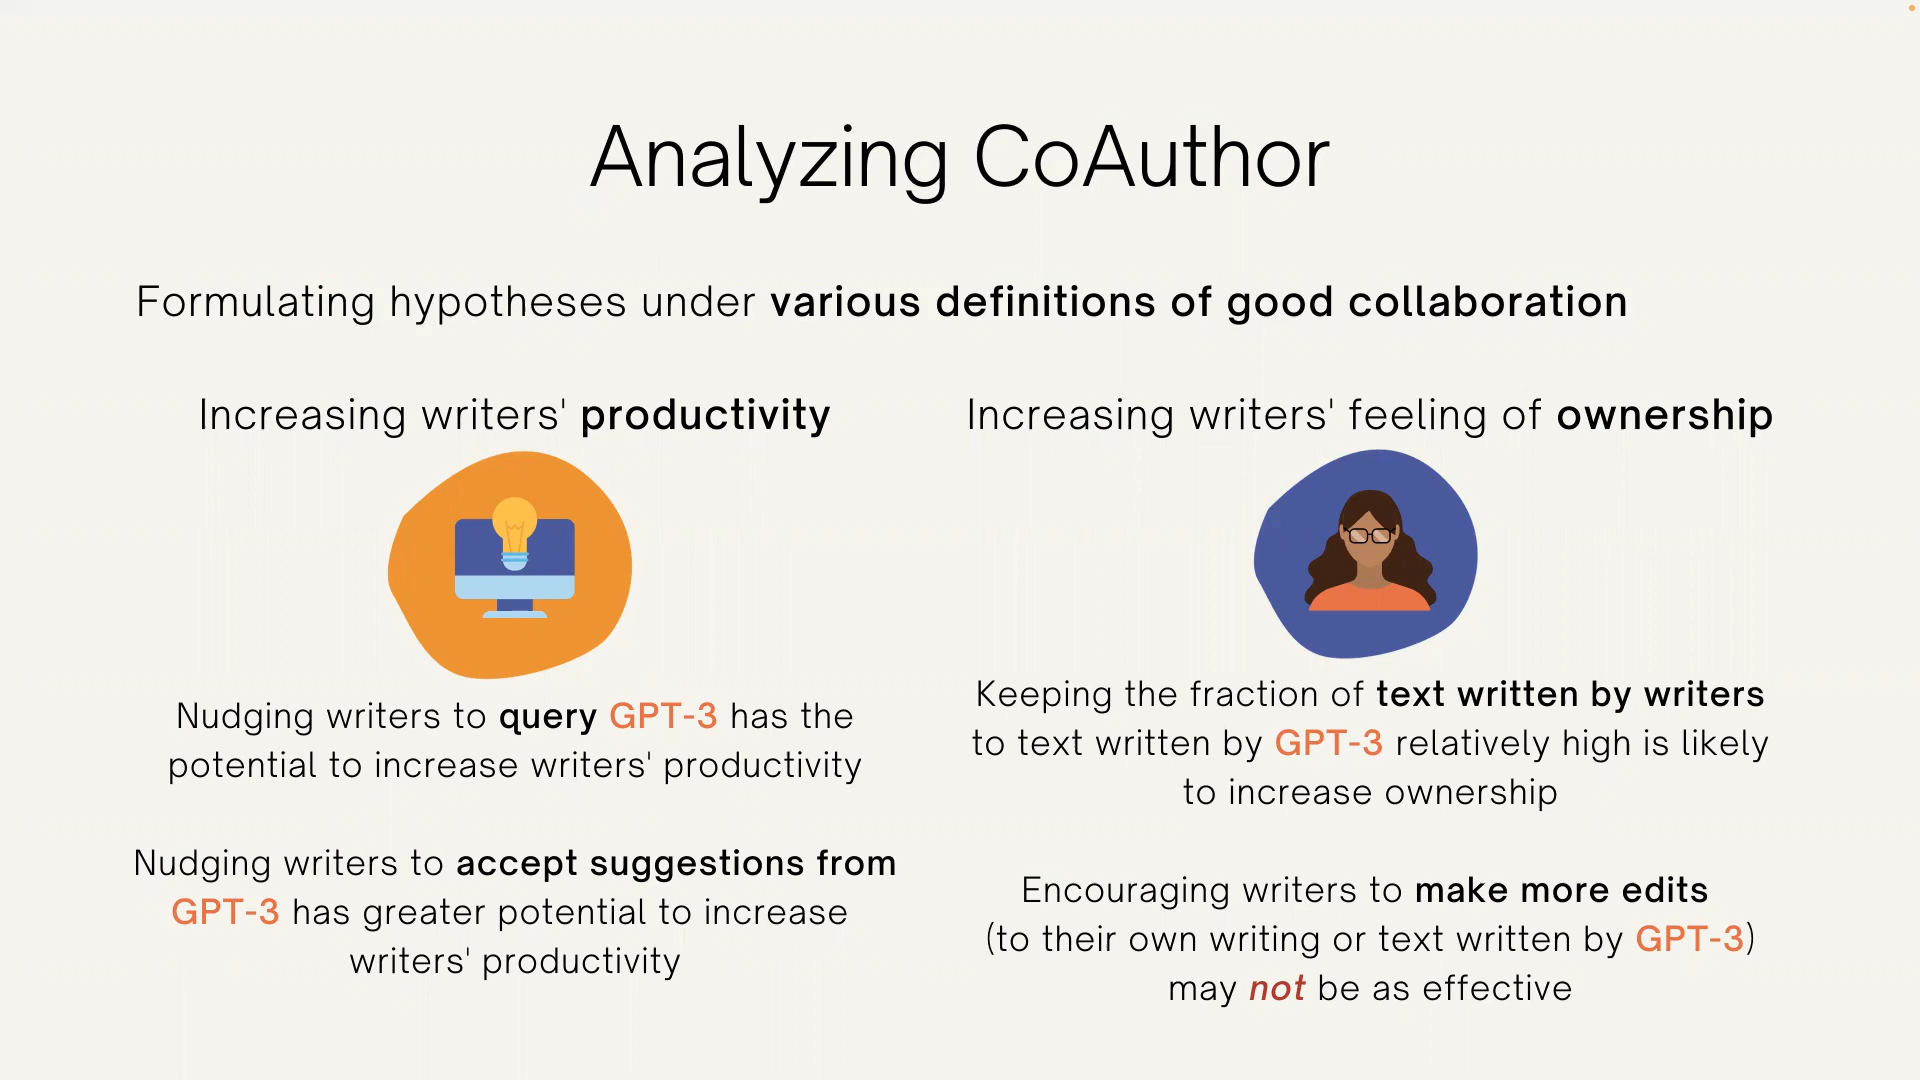 Analyzing CoAuthor
Formulating hypotheses under various definitions of good collaboration
Increasing writers' productivity
Nudging writers to query GPT-3 has the
potential to increase writers' productivity
Nudging writers to accept suggestions from
GPT-3 has greater potential to increase
writers' productivity
Increasing writers' feeling of ownership
Keeping the fraction of text written by writers
to text written by GPT-3 relatively high is likely
to increase ownership
Encouraging writers to make more edits
(to their own writing or text written by GPT-3)
may not be as effective